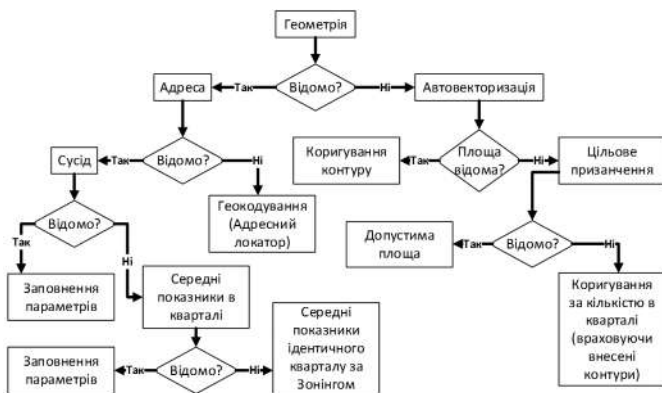 Геометрія
Відомо?
Так
Ні
Адреса
Автовекторизація
Сусід
Так
Відомо?
Ні
Коригування
контуру
Так
Площа
відома?
Ні
Цільове
призанчення
Відомо?
Так
Ні
Геокодування
(Адресний
локатор)
Допустима
площа
Так
Відомо?
Ні
Заповнення
параметрів
Середні
показники в
кварталі
Середні
показники
ідентичного
кварталу за
Зонінгом
Коригування
за кількістю в
кварталі
(враховуючи
внесені
контури)
Заповнення
параметрів
Так
Відомо?
Ні